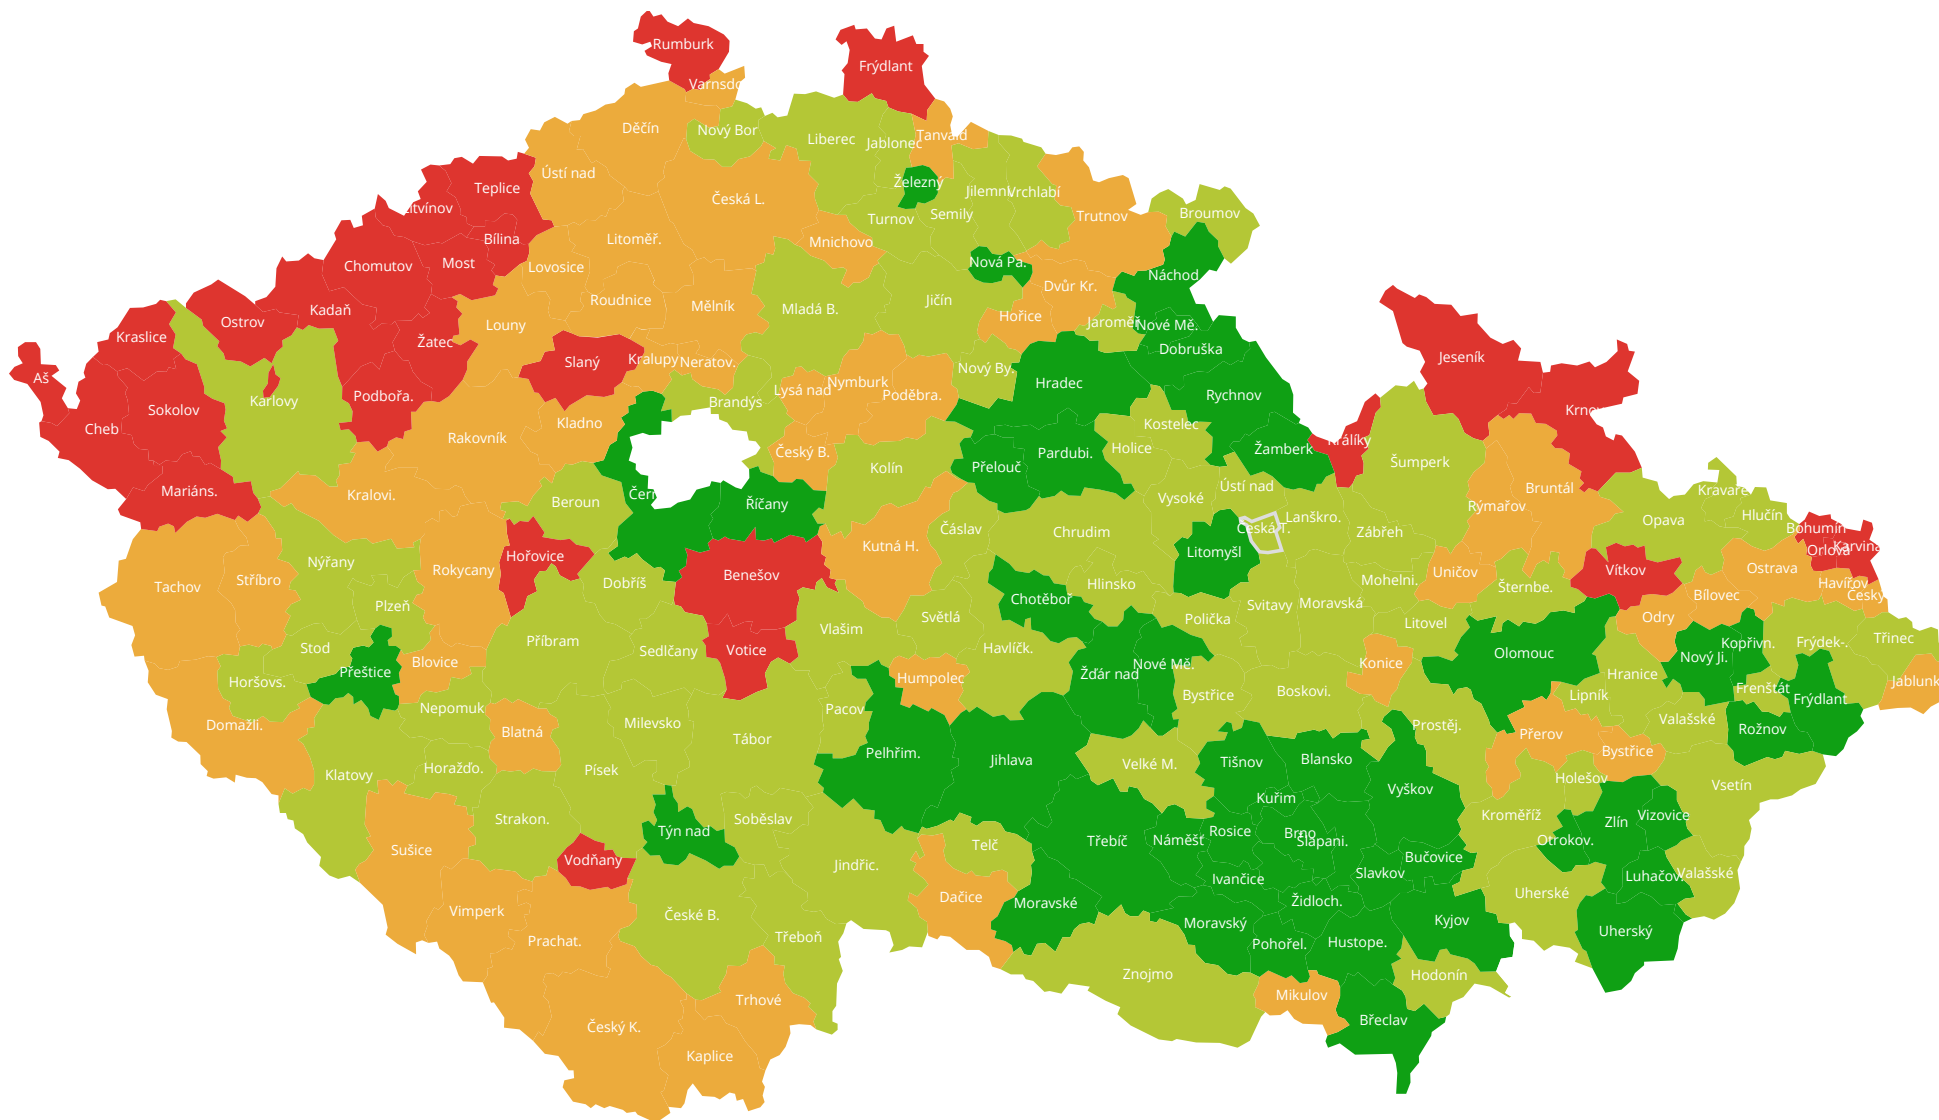 Rumburk
Frýdlant
Varnsdo
Děčín
Nový Bor
Liberec
Jablonec
Tanvald
Ústí nad
Teplice
Železný
Jilemni
Vrchlabí
Česká L.
Litvínov
Turnov
Semily
Trutnov
Broumov
Bílina
Litoměř.
Mnichovo
Chomutov
Most
Lovosice
Nová Pa.
Náchod
Kadaň
Roudnice
Mělník
Mladá B.
Jičín
Dvůr Kr.
Ostrov
Louny
Hořice
Jaroměř
Nové Mě.
Kraslice
Žatec
Dobruška
Slaný
Kralupy
Neratov.
Nový By.
Jeseník
Aš
Sokolov
Karlovy
Podbořa.
Lysá nad
Nymburk
Poděbra.
Hradec
Rychnov
Krnov
Brandýs
Cheb
Rakovník
Kladno
Kostelec
Králíky
Český B.
Kolín
Přelouč
Pardubi.
Holice
Žamberk
Šumperk
Mariáns.
Kralovi.
Beroun
Čern
Říčany
Vysoké
Ústí nad
Bruntál
Kravaře
Rýmařov
Hlučín
Lanškro.
Opava
Čáslav
Chrudim
Česká T.
Zábřeh
Bohumín
Kutná H.
Hořovice
Litomyšl
Orlová
Karviná
Nýřany
Rokycany
Benešov
Tachov
Stříbro
Dobříš
Hlinsko
Mohelni.
Uničov
Šternbe.
Vítkov
Ostrava
Havířov
Český
Plzeň
Chotěboř
Svitavy
Moravská
Bílovec
Světlá
Polička
Litovel
Odry
Příbram
Vlašim
Stod
Sedlčany
Votice
Havlíčk.
Olomouc
Kopřivn.
Frýdek-.
Třinec
Blovice
Konice
Nový Ji.
Přeštice
Horšovs.
Humpolec
Žďár nad
Nové Mě.
Bystřice
Boskovi.
Hranice
Lipník
Frenštát
Frýdlant
Jablunk
Nepomuk
Pacov
Domažli.
Blatná
Milevsko
Tábor
Prostěj.
Přerov
Valašské
Rožnov
Pelhřim.
Jihlava
Velké M.
Tišnov
Blansko
Bystřice
Klatovy
Horažďo.
Písek
Holešov
Vsetín
Kuřim
Vyškov
Strakon.
Soběslav
Týn nad
Kroměříž
Zlín
Vizovice
Sušice
Třebíč
Náměšť
Rosice
Brno
Šlapani.
Otrokov.
Vodňany
Jindřic.
Telč
Bučovice
Ivančice
Slavkov
Luhačov.
Valašské
Vimperk
Dačice
Moravské
Židloch.
Uherské
České B.
Moravský
Kyjov
Prachat.
Třeboň
Pohořel.
Hustope.
Uherský
Znojmo
Hodonín
Trhové
Mikulov
Český K.
Břeclav
Kaplice